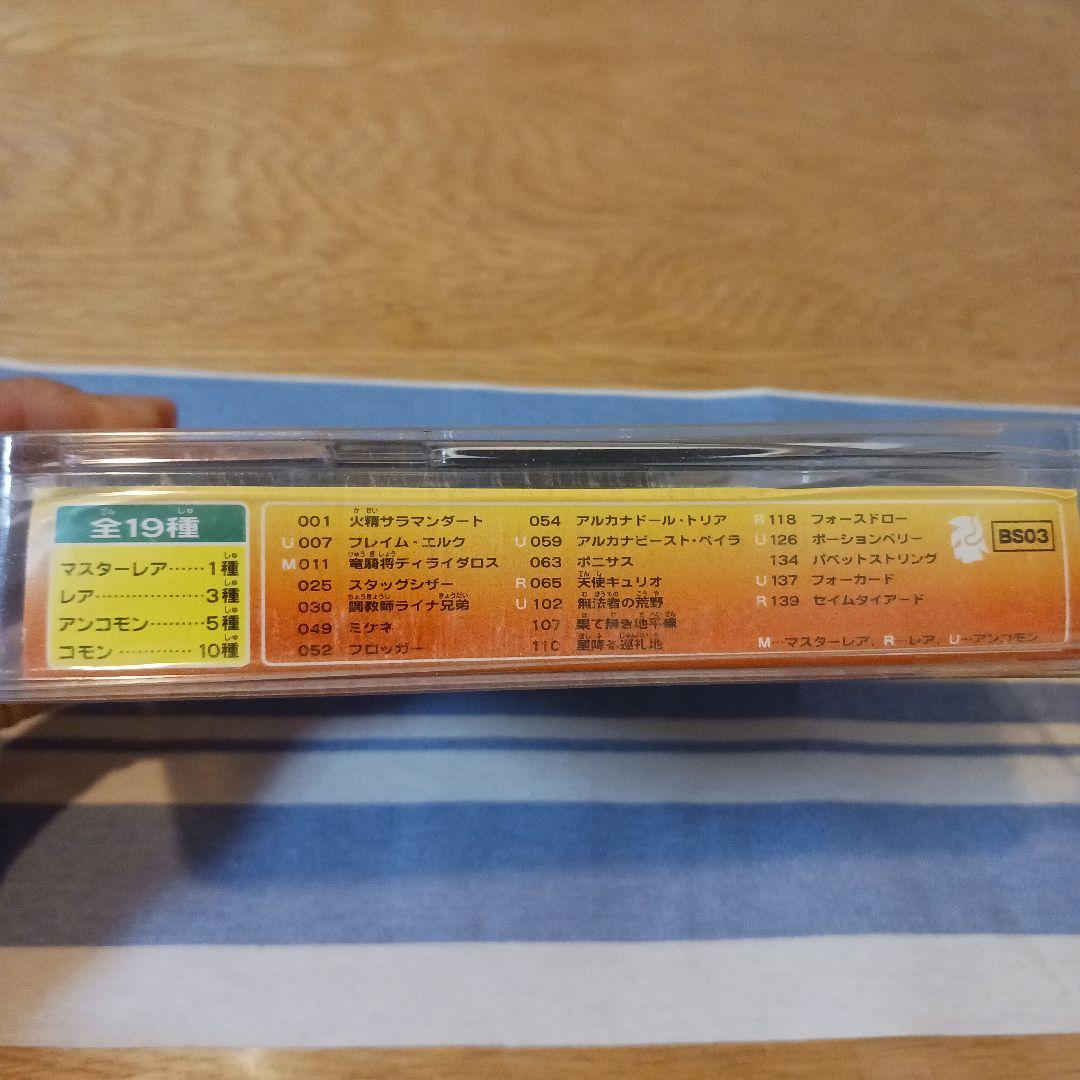 全19種
マスターレア……1種
レア……………3種
アンコモン………5種
コモン…………10種
001 火精サラマンダート
U 007 フレイム・エルク
M 011 竜騎将ディライダロス
025 スタッグシザー
030 調教師ライナ兄弟
049 ミケネ
052 フロッガー
054 アルカナドール・トリア
U 059 アルカナビースト・ペイラ
063 ポニサス
R 065 天使キュリオ
U 102 無法者の荒野
107 果て無き地平線
110 星降る巡礼地
R 118 フォースドロー
U 126 ポーションベリー
134 パペットストリング
U 137 フォーカード
R 139 セイムタイアード
M…マスターレア、R…レア、U…アンコモン
BS03